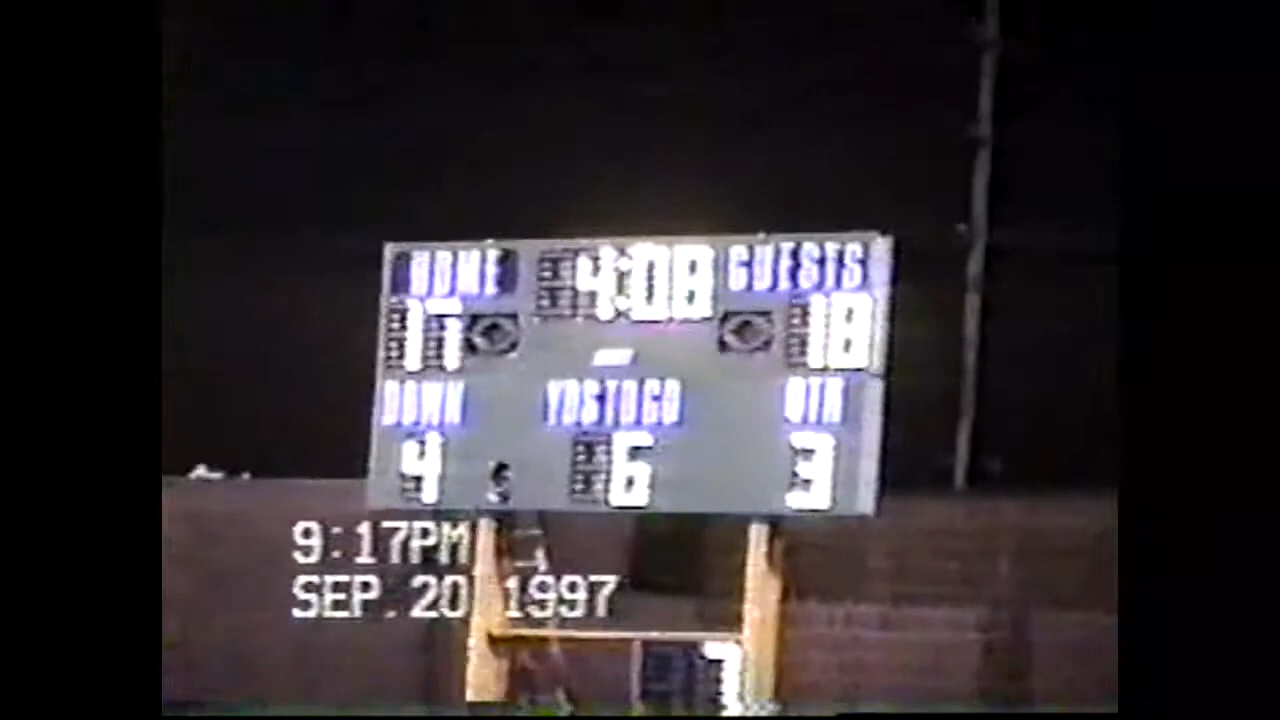 HOME 4:08 GUESTS
17 18
DOWN YDS TO GO QTR
4 6 3
9:17PM
SEP.20 1997